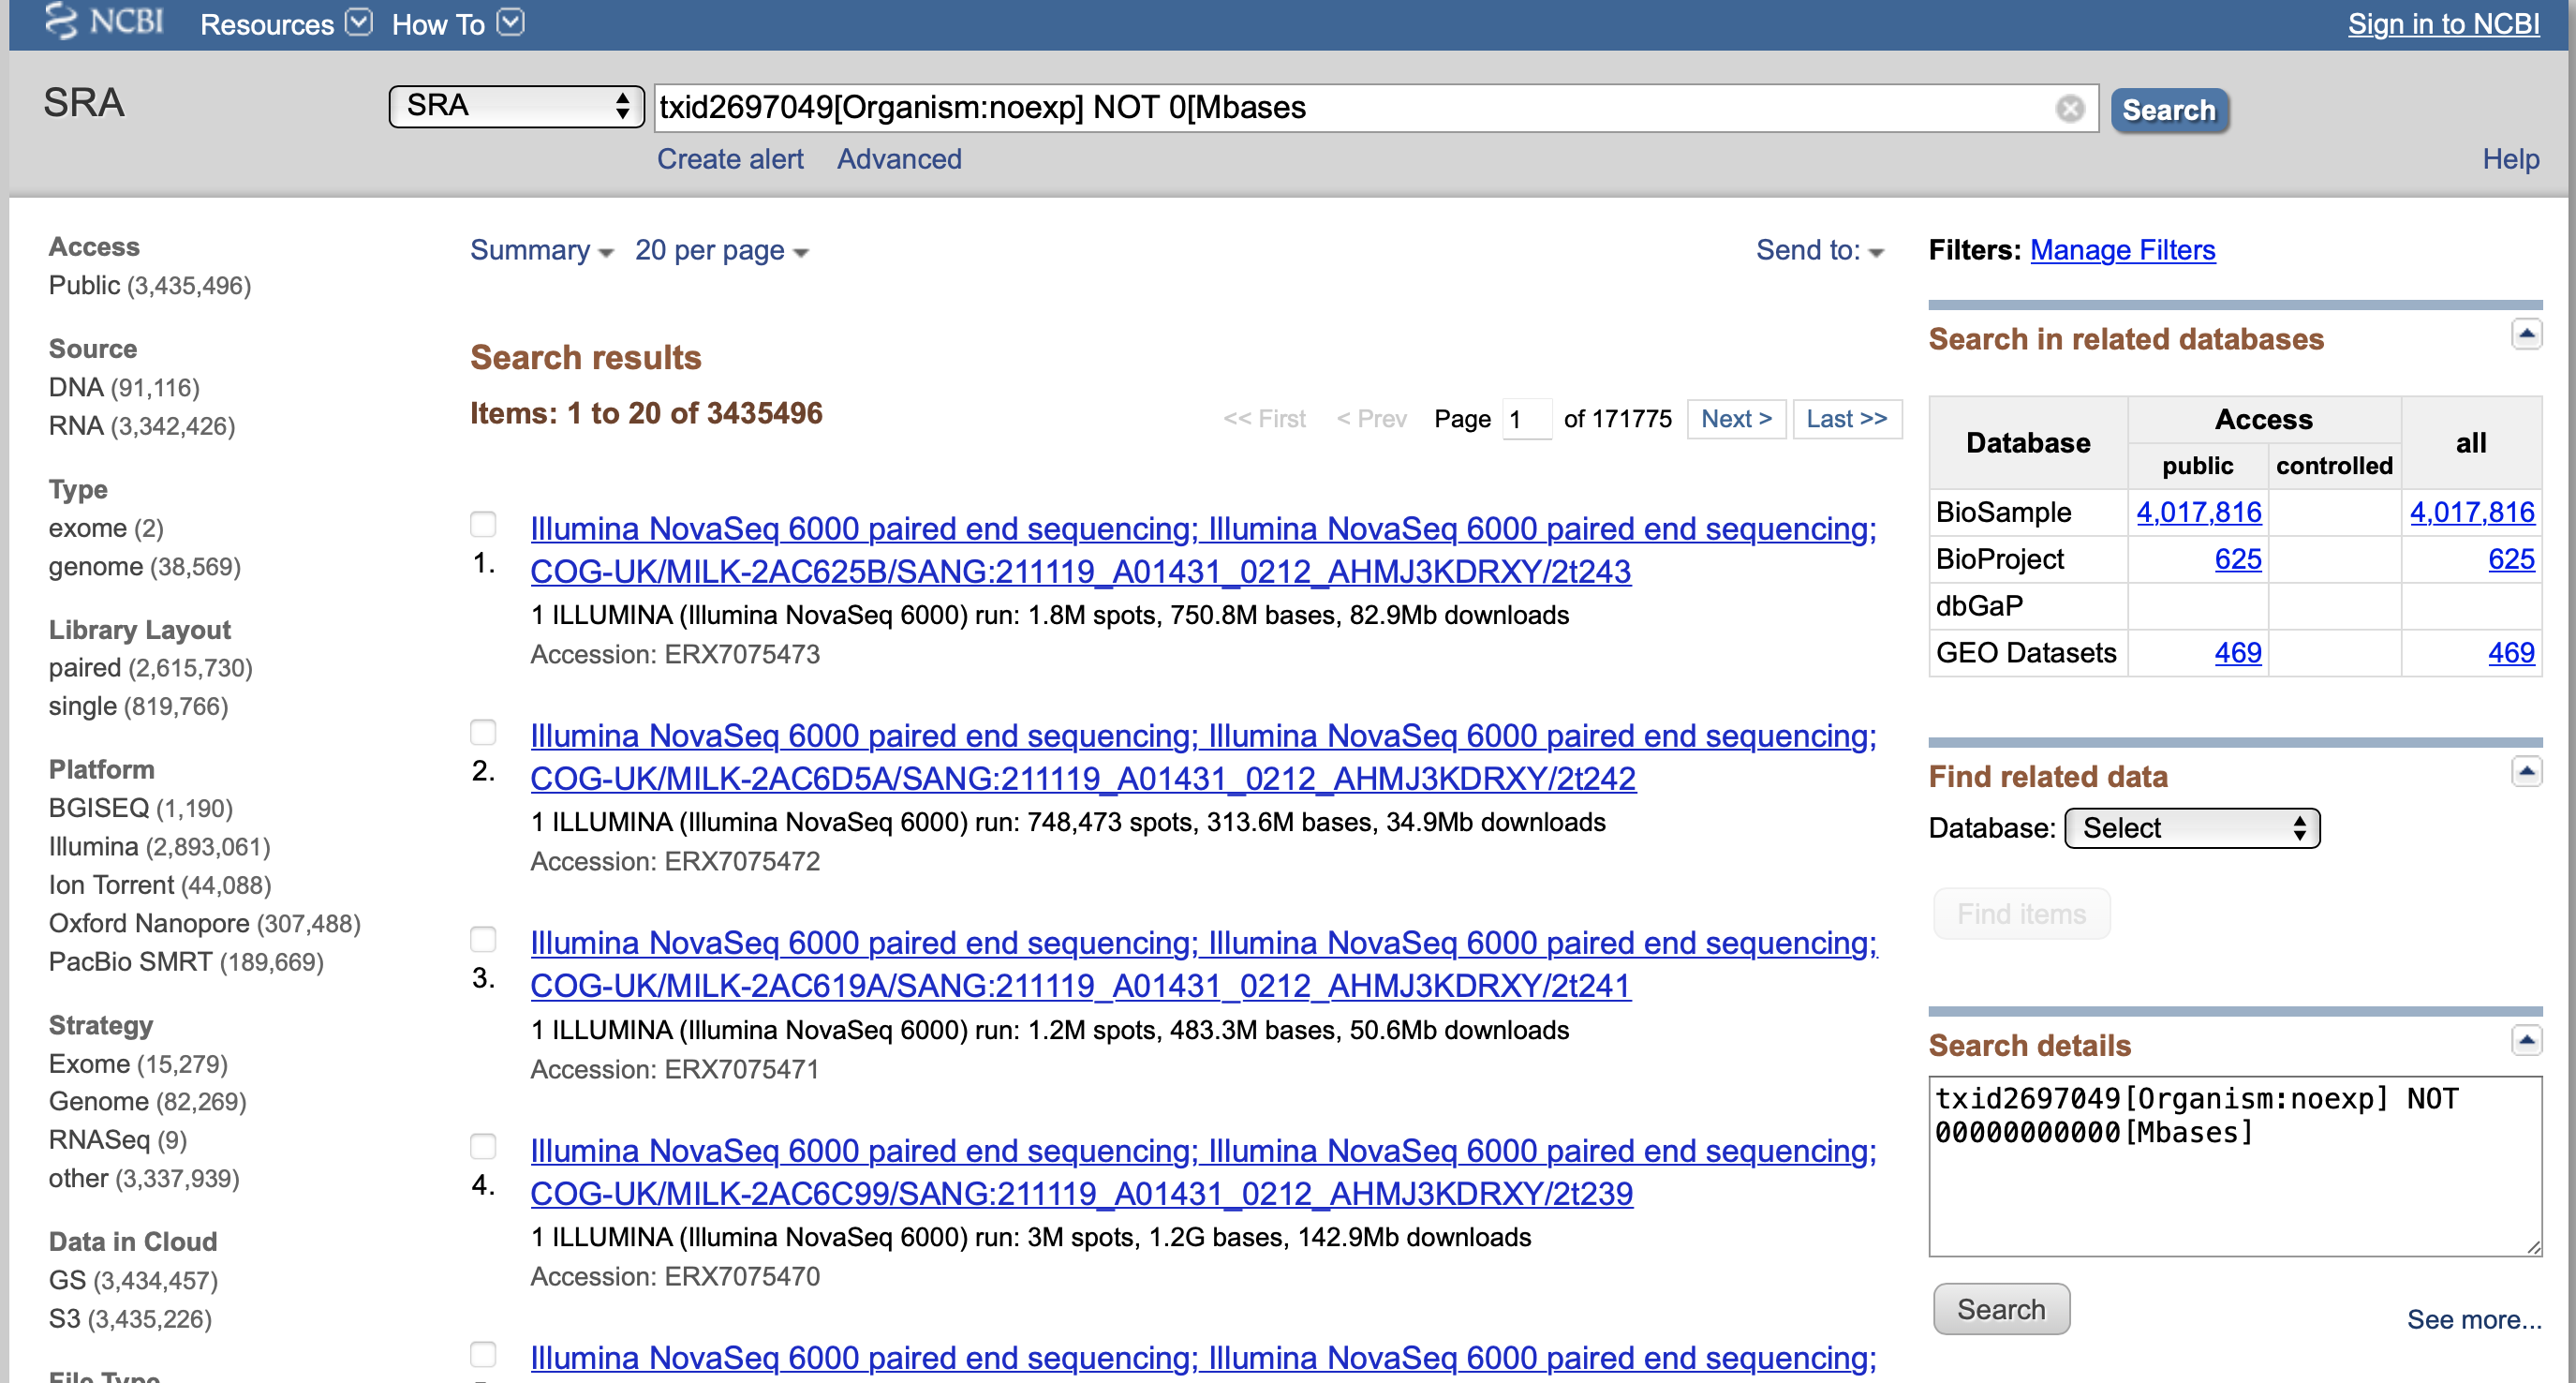 NCBI Resources How To Sign in to NCBI
SRA SRA txid2697049[Organism:noexp] NOT 0[Mbases Search
Create alert Advanced Help
Access
Public (3,435,496)
Source
DNA (91,116)
RNA (3,342,426)
Type
exome (2)
genome (38,569)
Library Layout
paired (2,615,730)
single (819,766)
Platform
BGISEQ (1,190)
Illumina (2,893,061)
Ion Torrent (44,088)
Oxford Nanopore (307,488)
PacBio SMRT (189,669)
Strategy
Exome (15,279)
Genome (82,269)
RNASeq (9)
other (3,337,939)
Data in Cloud
GS (3,434,457)
S3 (3,435,226)
File Type
Summary 20 per page Send to:
Search results
Items: 1 to 20 of 3435496
<< First < Prev Page 1 of 171775 Next > Last >>
Illumina NovaSeq 6000 paired end sequencing; Illumina NovaSeq 6000 paired end sequencing;
1. COG-UK/MILK-2AC625B/SANG:211119_A01431_0212_AHMJ3KDRXY/2t243
1 ILLUMINA (Illumina NovaSeq 6000) run: 1.8M spots, 750.8M bases, 82.9Mb downloads
Accession: ERX7075473
Illumina NovaSeq 6000 paired end sequencing; Illumina NovaSeq 6000 paired end sequencing;
2. COG-UK/MILK-2AC6D5A/SANG:211119_A01431_0212_AHMJ3KDRXY/2t242
1 ILLUMINA (Illumina NovaSeq 6000) run: 748,473 spots, 313.6M bases, 34.9Mb downloads
Accession: ERX7075472
Illumina NovaSeq 6000 paired end sequencing; Illumina NovaSeq 6000 paired end sequencing;
3. COG-UK/MILK-2AC619A/SANG:211119_A01431_0212_AHMJ3KDRXY/2t241
1 ILLUMINA (Illumina NovaSeq 6000) run: 1.2M spots, 483.3M bases, 50.6Mb downloads
Accession: ERX7075471
Illumina NovaSeq 6000 paired end sequencing; Illumina NovaSeq 6000 paired end sequencing;
4. COG-UK/MILK-2AC6C99/SANG:211119_A01431_0212_AHMJ3KDRXY/2t239
1 ILLUMINA (Illumina NovaSeq 6000) run: 3M spots, 1.2G bases, 142.9Mb downloads
Accession: ERX7075470
Illumina NovaSeq 6000 paired end sequencing; Illumina NovaSeq 6000 paired end sequencing;
Filters: Manage Filters
Search in related databases
Database Access all
public controlled
BioSample 4,017,816 4,017,816
BioProject 625 625
dbGaP
GEO Datasets 469 469
Find related data
Database: Select
Find items
Search details
txid2697049[Organism:noexp] NOT
00000000000[Mbases]
Search
See more...